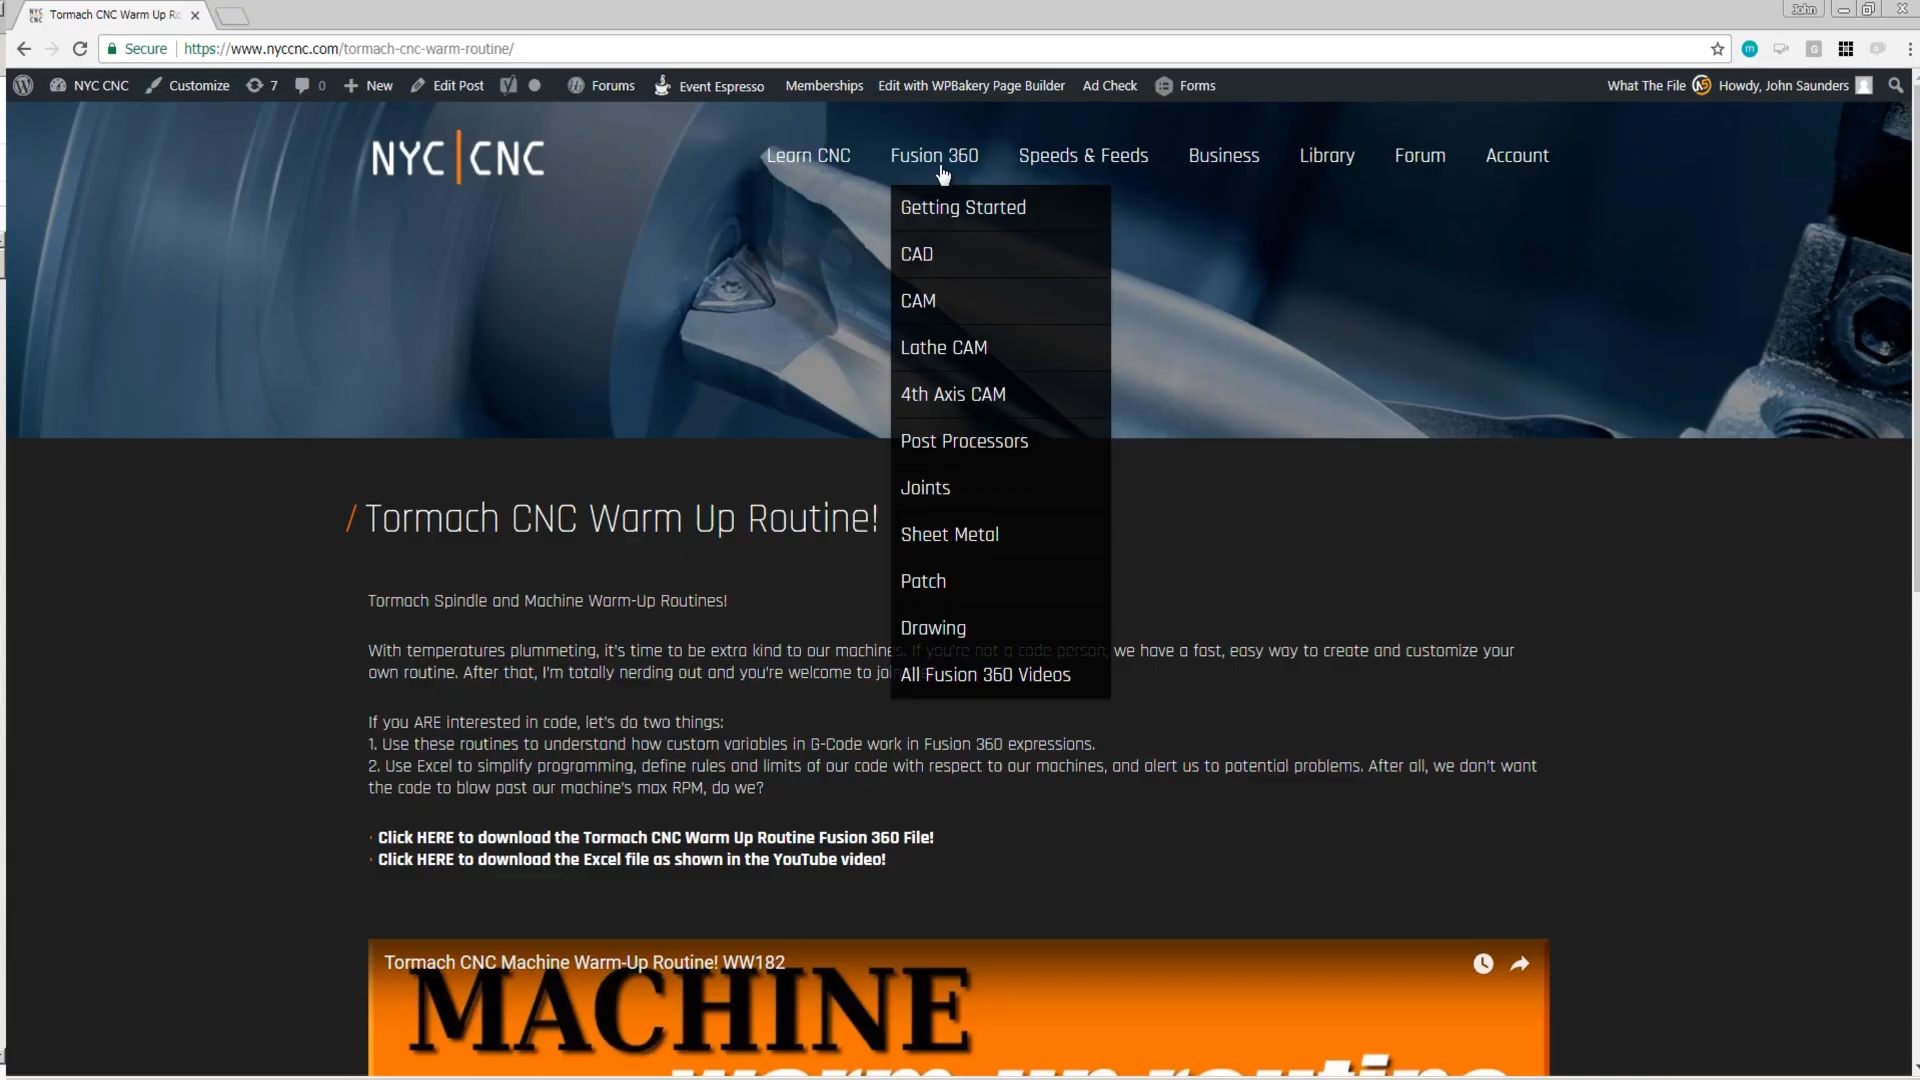 Tormach CNC Warm Up Ro
John
Secure
https://www.nyccnc.com/tormach-cnc-warm-routine/
NYC CNC
Customize
7
0
New
Edit Post
Forums
Event Espresso
Memberships
Edit with WPBakery Page Builder
Ad Check
Forms
What The File
Howdy, John Saunders
NYC|CNC
Learn CNC
Fusion 360
Speeds & Feeds
Business
Library
Forum
Account
Getting Started
CAD
CAM
Lathe CAM
4th Axis CAM
Post Processors
Joints
Sheet Metal
Patch
Drawing
All Fusion 360 Videos
/ Tormach CNC Warm Up Routine!
Tormach Spindle and Machine Warm-Up Routines!
With temperatures plummeting, it's time to be extra kind to our machines. If you're not a code person, we have a fast, easy way to create and customize your
own routine. After that, I'm totally nerding out and you're welcome to
If you ARE interested in code, let's do two things:
1. Use these routines to understand how custom variables in G-Code work in Fusion 360 expressions.
2. Use Excel to simplify programming, define rules and limits of our code with respect to our machines, and alert us to potential problems. After all, we don't want
the code to blow past our machine's max RPM, do we?
Click HERE to download the Tormach CNC Warm Up Routine Fusion 360 File!
Click HERE to download the Excel file as shown in the YouTube video!
Tormach CNC Machine Warm-Up Routine! WW182
MACHINE
warm up routine